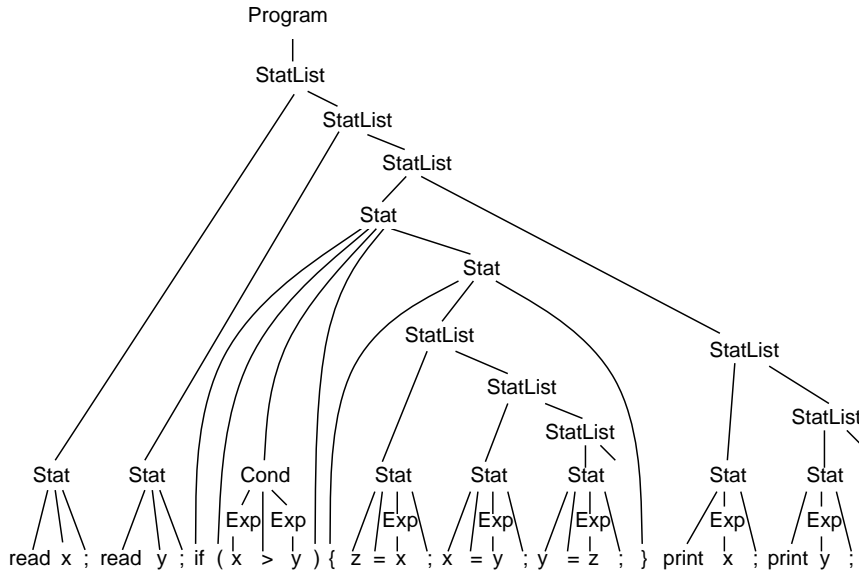 Program
StatList
StatList
StatList
Stat
Stat
StatList
StatList
StatList
StatList
StatList
Stat Stat Cond Stat Stat Stat Stat Stat
Exp Exp Exp Exp Exp Exp Exp
read x ; read y ; if ( x > y ) { z = x ; x = y ; y = z ; } print x ; print y ;